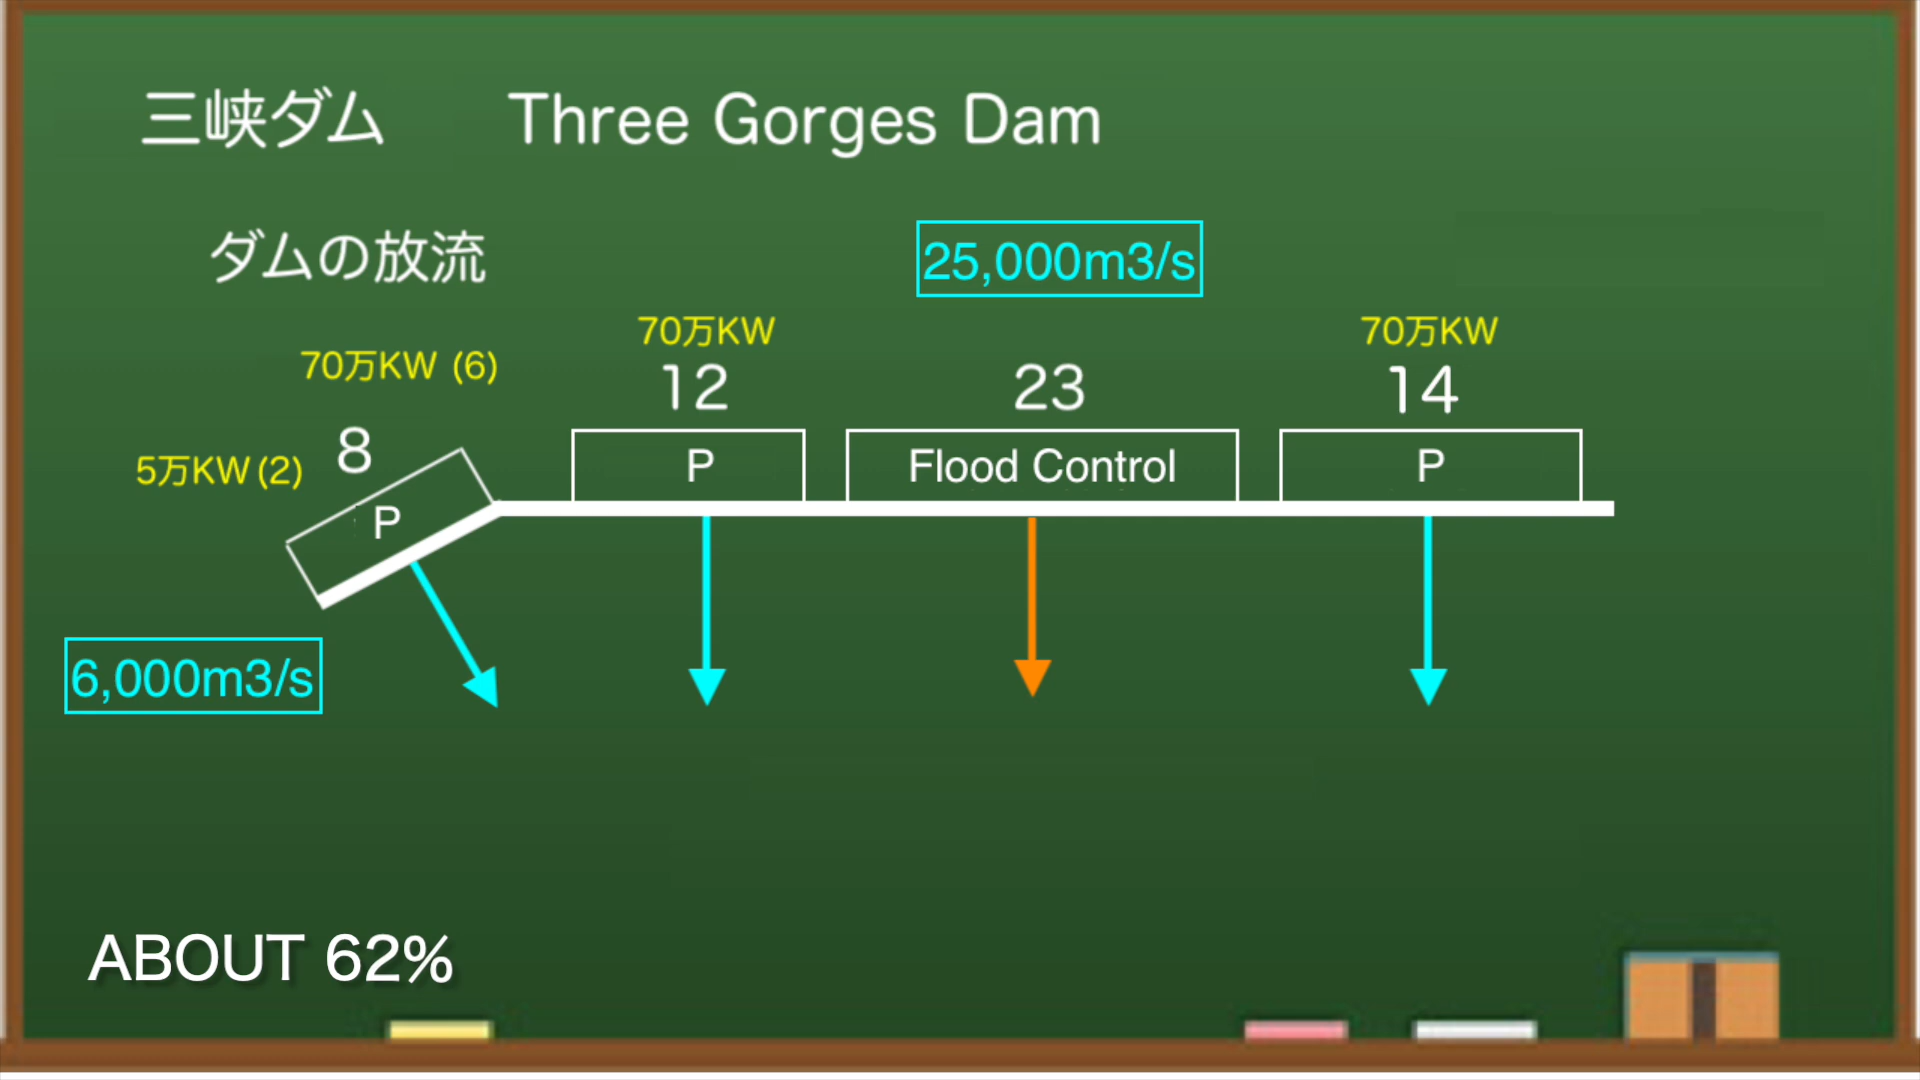 三峡ダム Three Gorges Dam
ダムの放流
25,000m3/s
70万KW (6)
70万KW
70万KW
5万KW (2)
8
12
23
14
P
P
Flood Control
P
6,000m3/s
ABOUT 62%